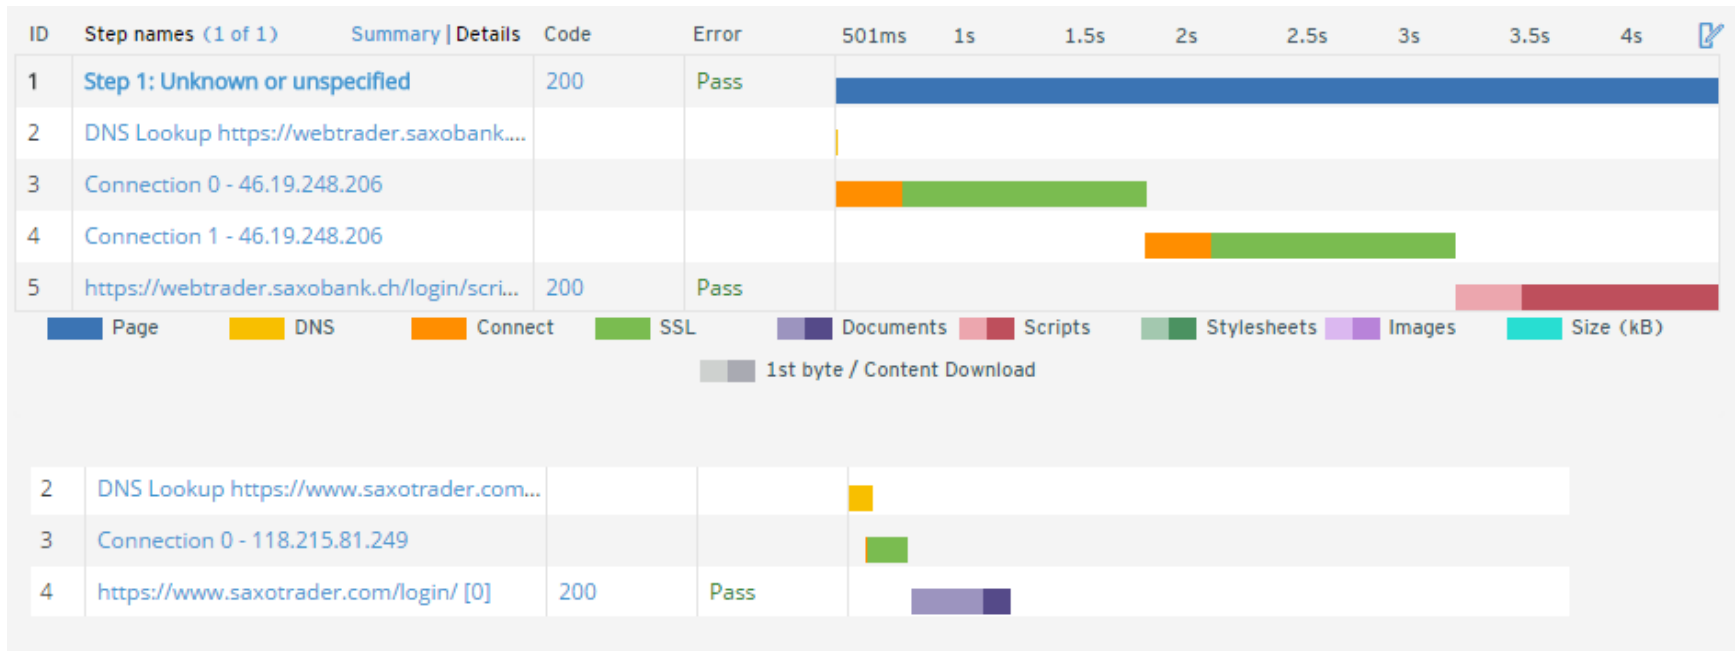 ID Step names (1 of 1) Summary | Details Code Error 501ms 1s 1.5s 2s 2.5s 3s 3.5s 4s
1 Step 1: Unknown or unspecified 200 Pass
2 DNS Lookup https://webtrader.saxobank....
3 Connection 0 - 46.19.248.206
4 Connection 1 - 46.19.248.206
5 https://webtrader.saxobank.ch/login/scri... 200 Pass
Page DNS Connect SSL Documents Scripts Stylesheets Images Size (kB)
1st byte / Content Download
2 DNS Lookup https://www.saxotrader.com...
3 Connection 0 - 118.215.81.249
4 https://www.saxotrader.com/login/ [0] 200 Pass